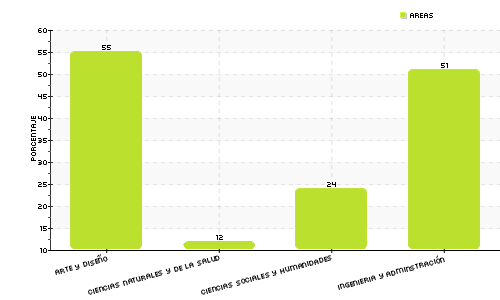 AREAS
PORCENTAJE
60
55
50
45
40
35
30
25
20
15
10
55
12
24
51
ARTE Y DISEÑO
CIENCIAS NATURALES Y DE LA SALUD
CIENCIAS SOCIALES Y HUMANIDADES
INGENIERIA Y ADMINSTRACIÓN